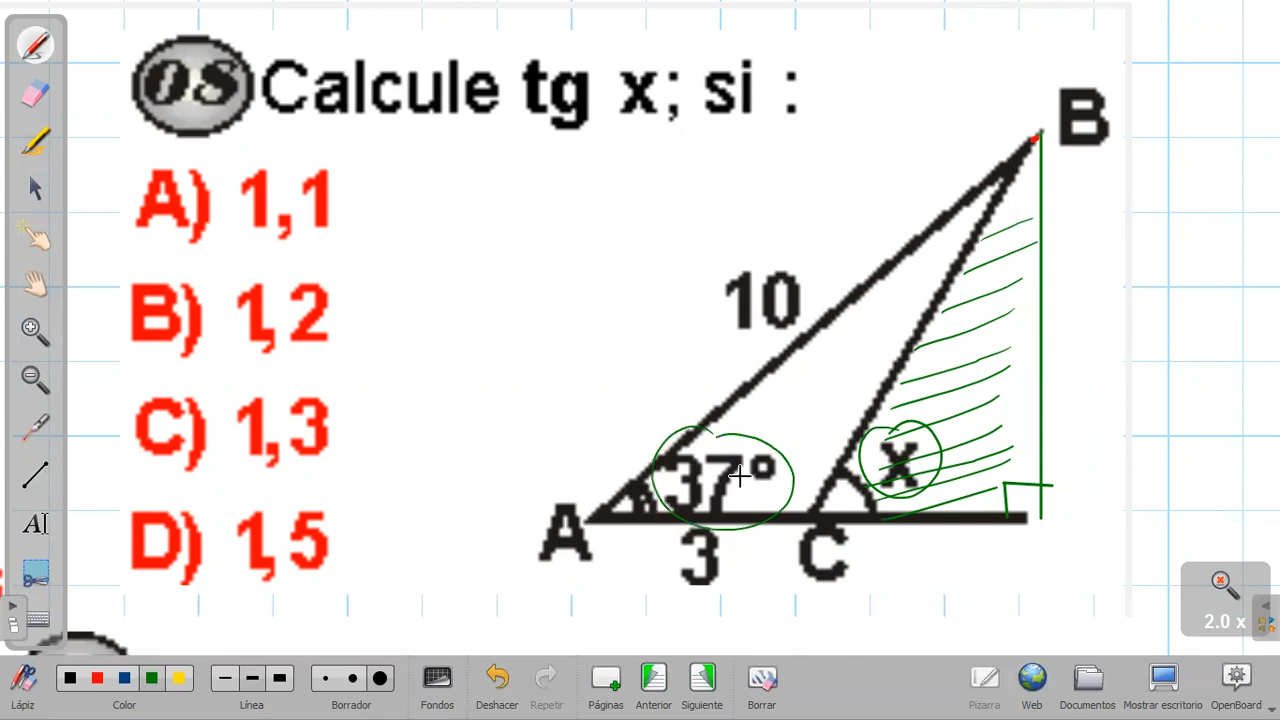 08 Calcule tg x; si :
A) 1,1
B) 1,2
C) 1,3
D) 1,5
B
10
37°
x
A
3
C
2.0 x
Lápiz
Color
Línea
Borrador
Fondos
Deshacer
Repetir
Páginas
Anterior
Siguiente
Borrar
Pizarra
Web
Documentos
Mostrar escritorio
OpenBoard